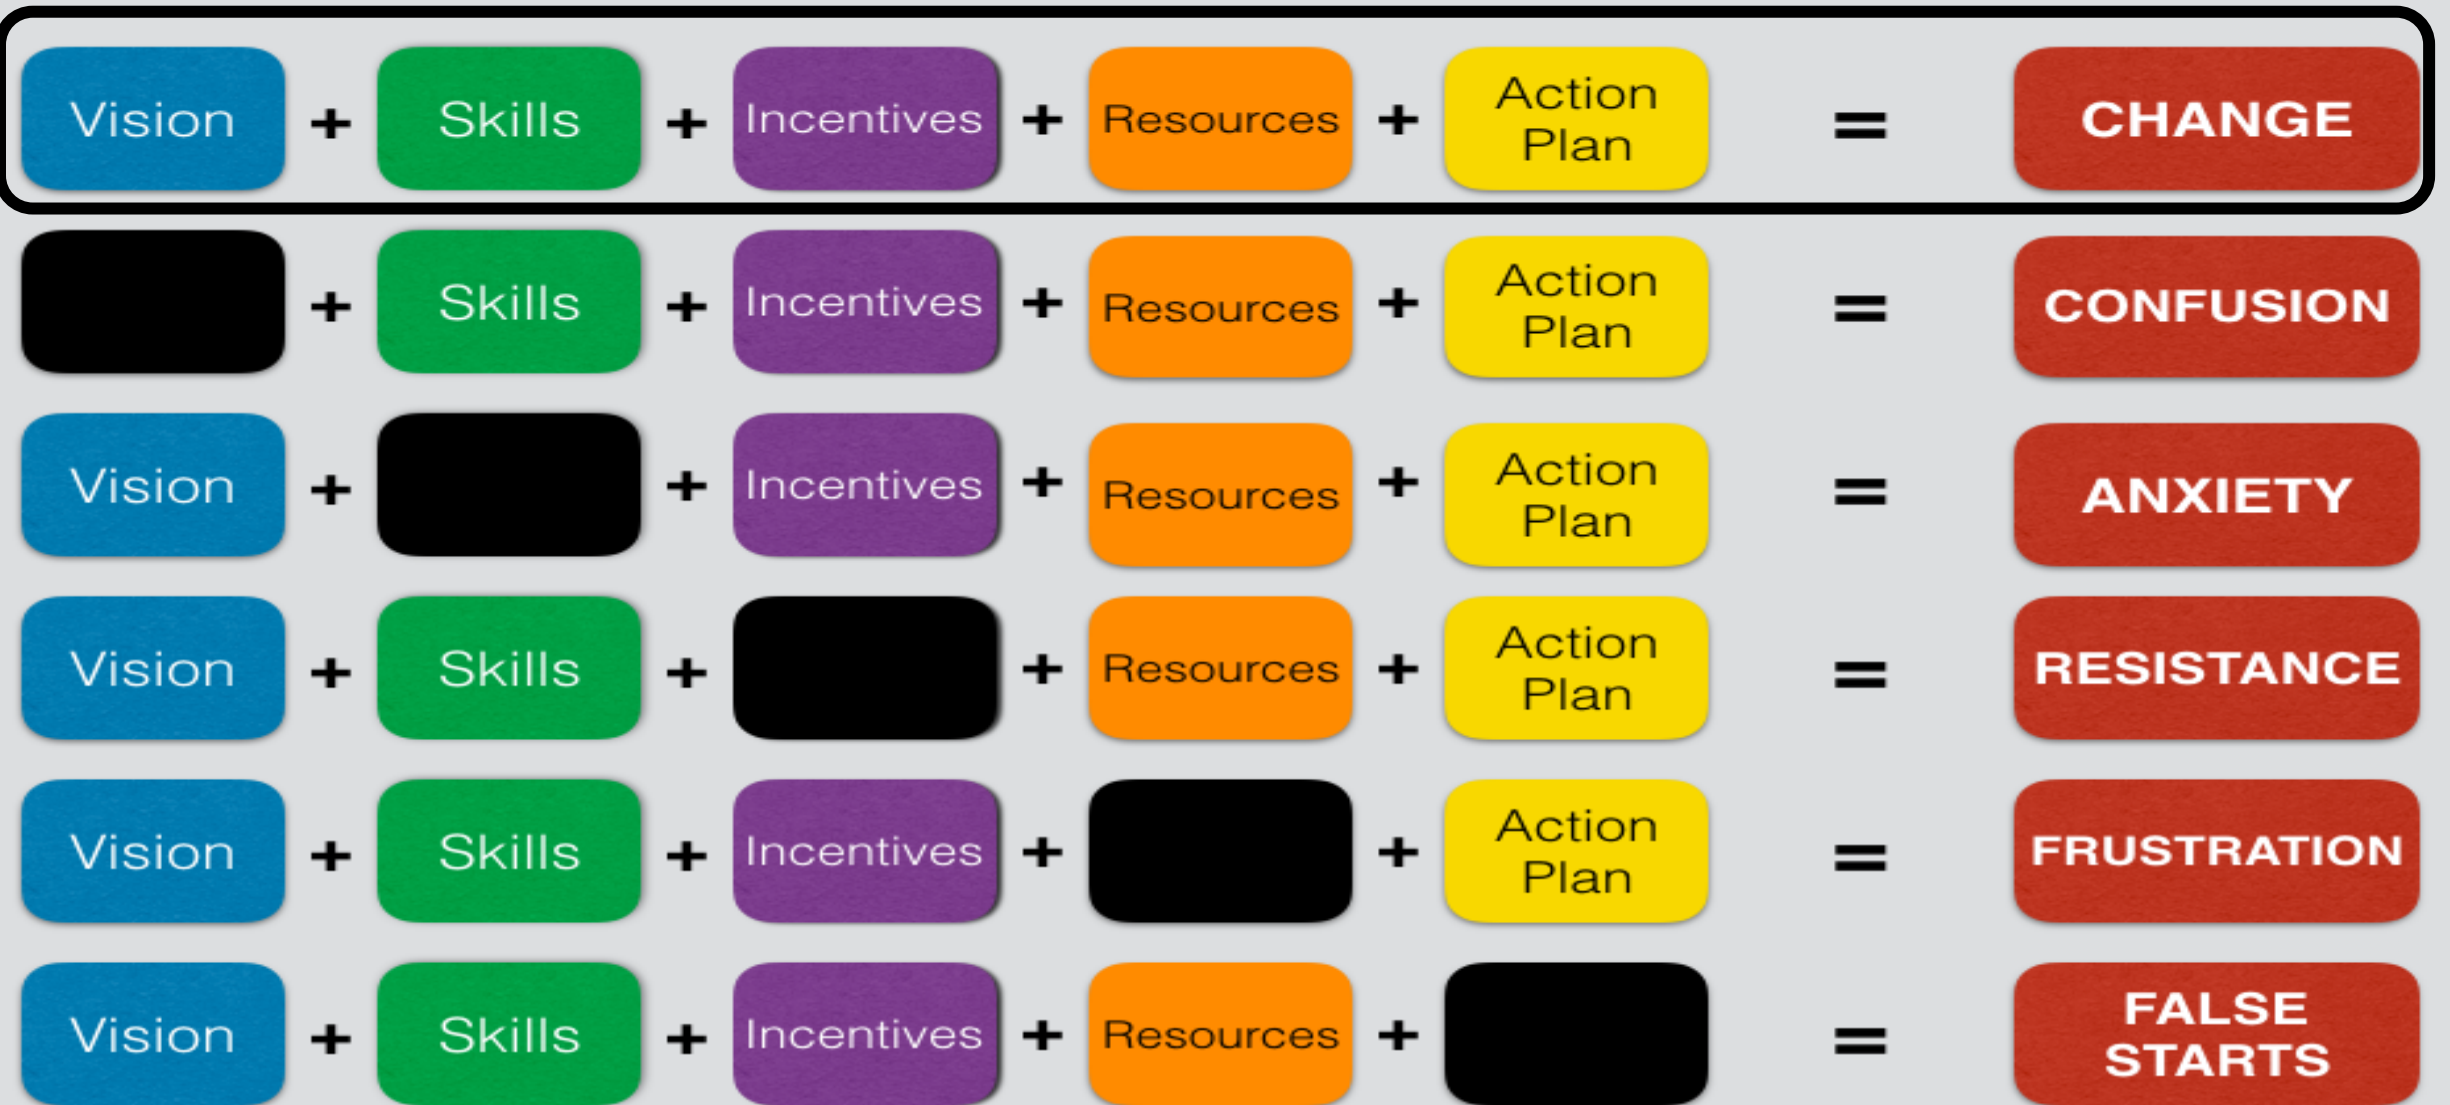 Vision + Skills + Incentives + Resources + Action Plan = CHANGE
+ Skills + Incentives + Resources + Action Plan = CONFUSION
Vision + + Incentives + Resources + Action Plan = ANXIETY
Vision + Skills + + Resources + Action Plan = RESISTANCE
Vision + Skills + Incentives + + Action Plan = FRUSTRATION
Vision + Skills + Incentives + Resources + = FALSE STARTS